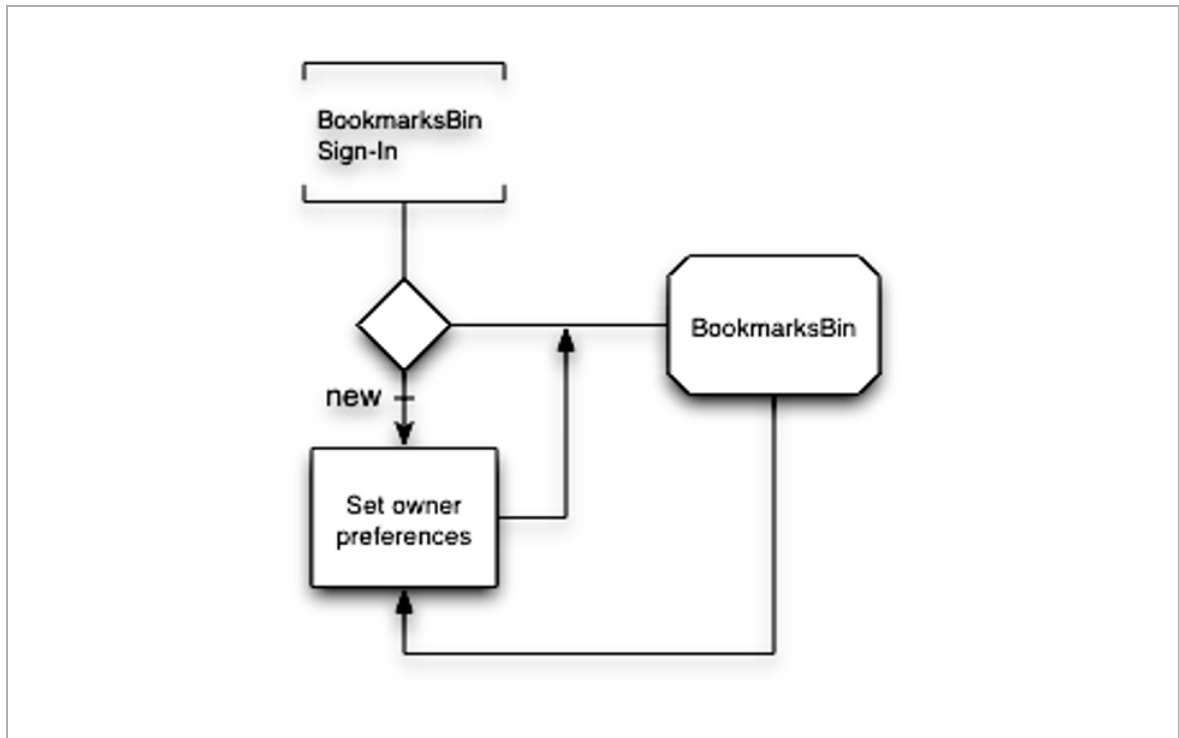 BookmarksBin
Sign-In
BookmarksBin
new
Set owner
preferences